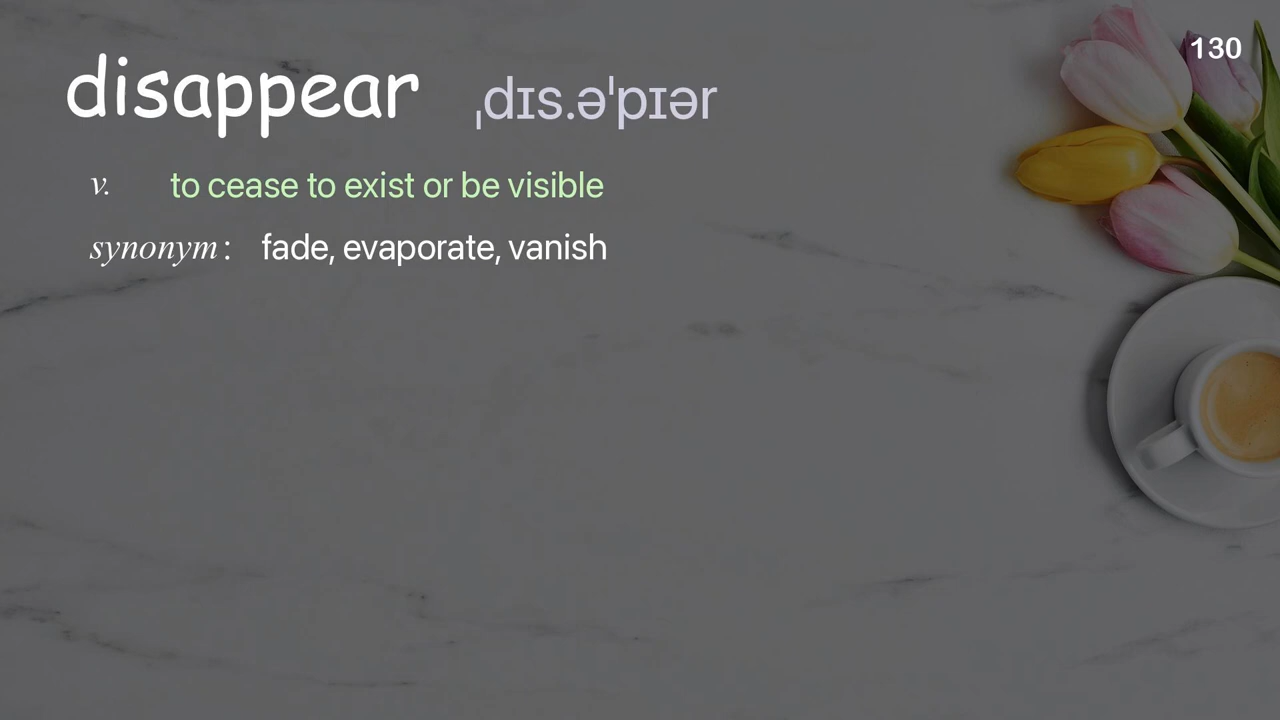 130
disappear ˌdɪs.əˈpɪər
v. to cease to exist or be visible
synonym: fade, evaporate, vanish